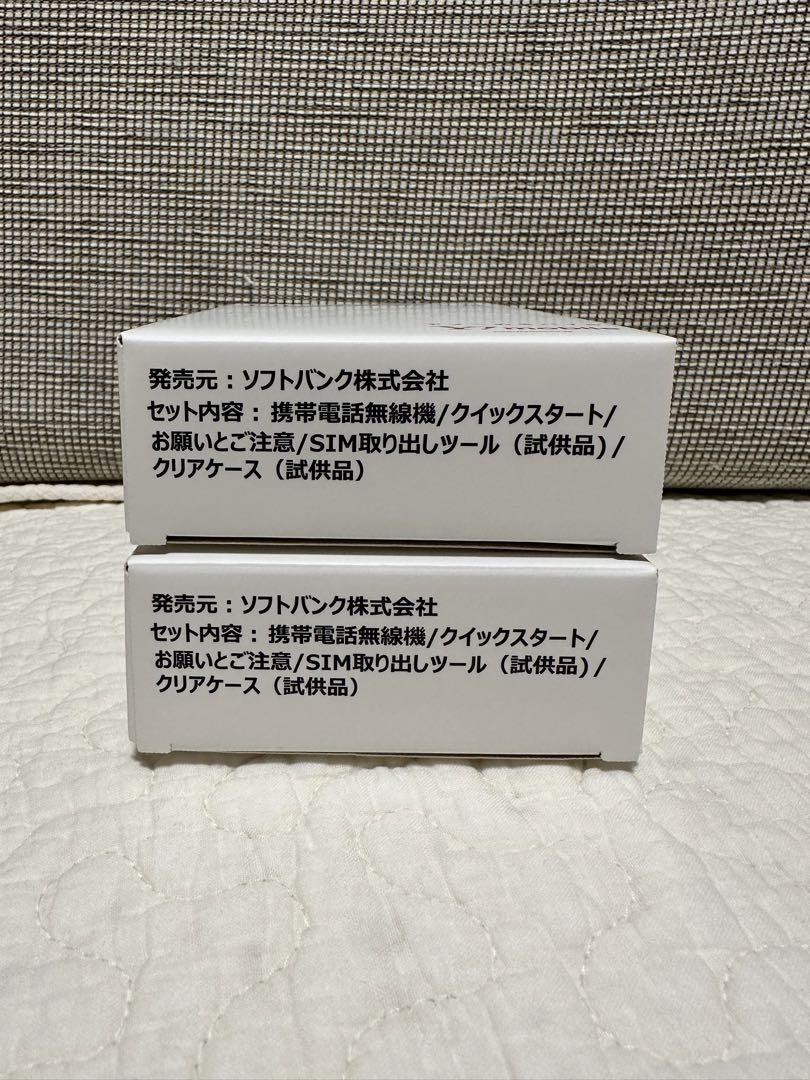 発売元：ソフトバンク株式会社
セット内容：携帯電話無線機/クイックスタート/
お願いとご注意/SIM取り出しツール（試供品)/
クリアケース（試供品）
発売元：ソフトバンク株式会社
セット内容：携帯電話無線機/クイックスタート/
お願いとご注意/SIM取り出しツール（試供品)/
クリアケース（試供品）